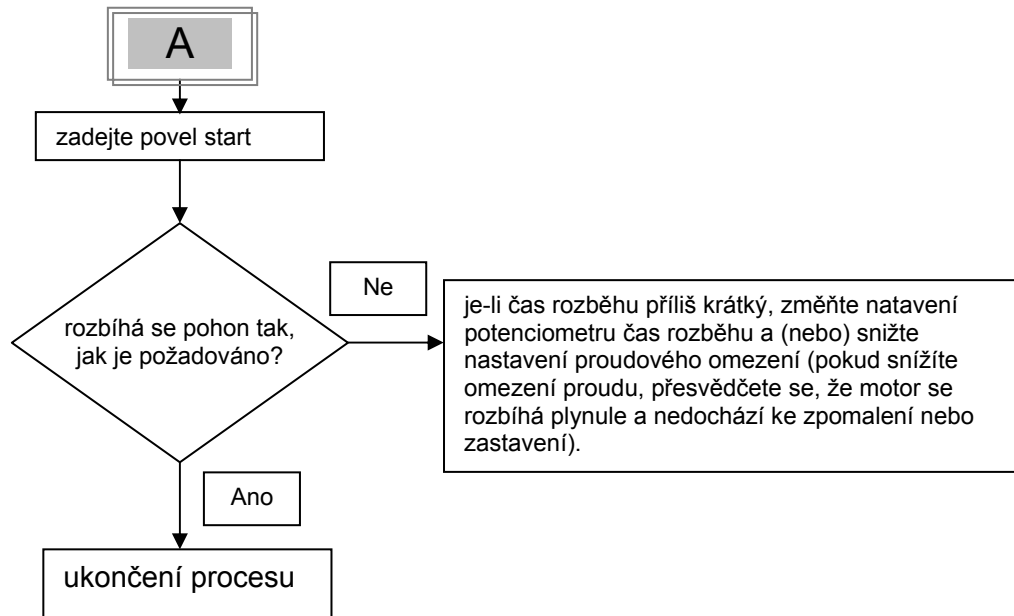 A
zadejte povel start
rozbíhá se pohon tak,
jak je požadováno?
Ne
je-li čas rozběhu příliš krátký, změňte natavení
potenciometru čas rozběhu a (nebo) snižte
nastavení proudového omezení (pokud snížíte
omezení proudu, přesvědčete se, že motor se
rozbíhá plynule a nedochází ke zpomalení nebo
zastavení).
Ano
ukončení procesu